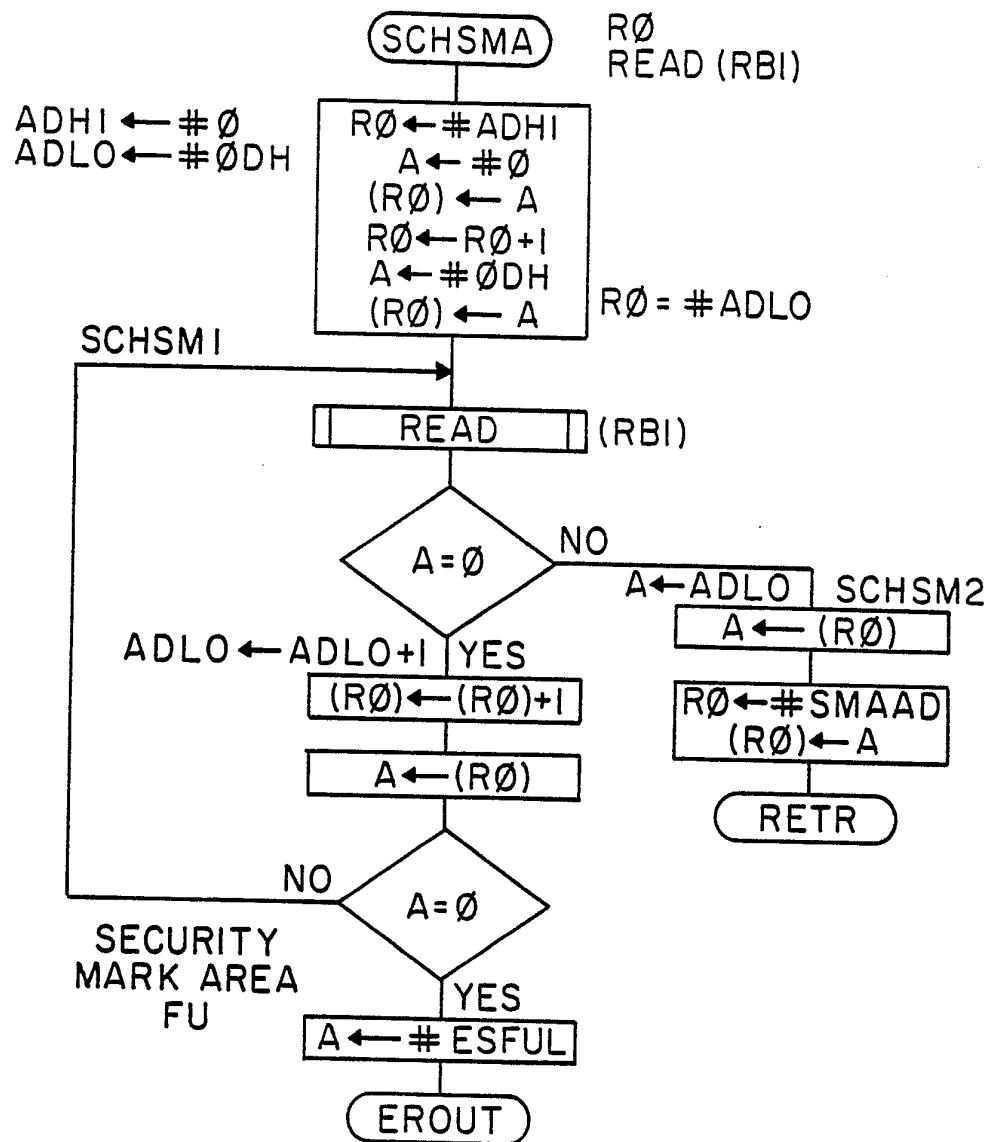 SCHSMA
RØ
READ (RB1)
ADHI ← #Ø
ADLO ← #ØDH
RØ ← #ADHI
A ← #Ø
(RØ) ← A
RØ ← RØ+1
A ← #ØDH
(RØ) ← A
RØ = #ADLO
SCHSM1
READ
(RB1)
A=Ø
NO
A ← ADLO
SCHSM2
A ← (RØ)
ADLO ← ADLO+1
YES
(RØ) ← (RØ)+1
RØ ← #SMAAD
(RØ) ← A
A ← (RØ)
RETR
NO
A=Ø
SECURITY
MARK AREA
FU
YES
A ← #ESFUL
EROUT